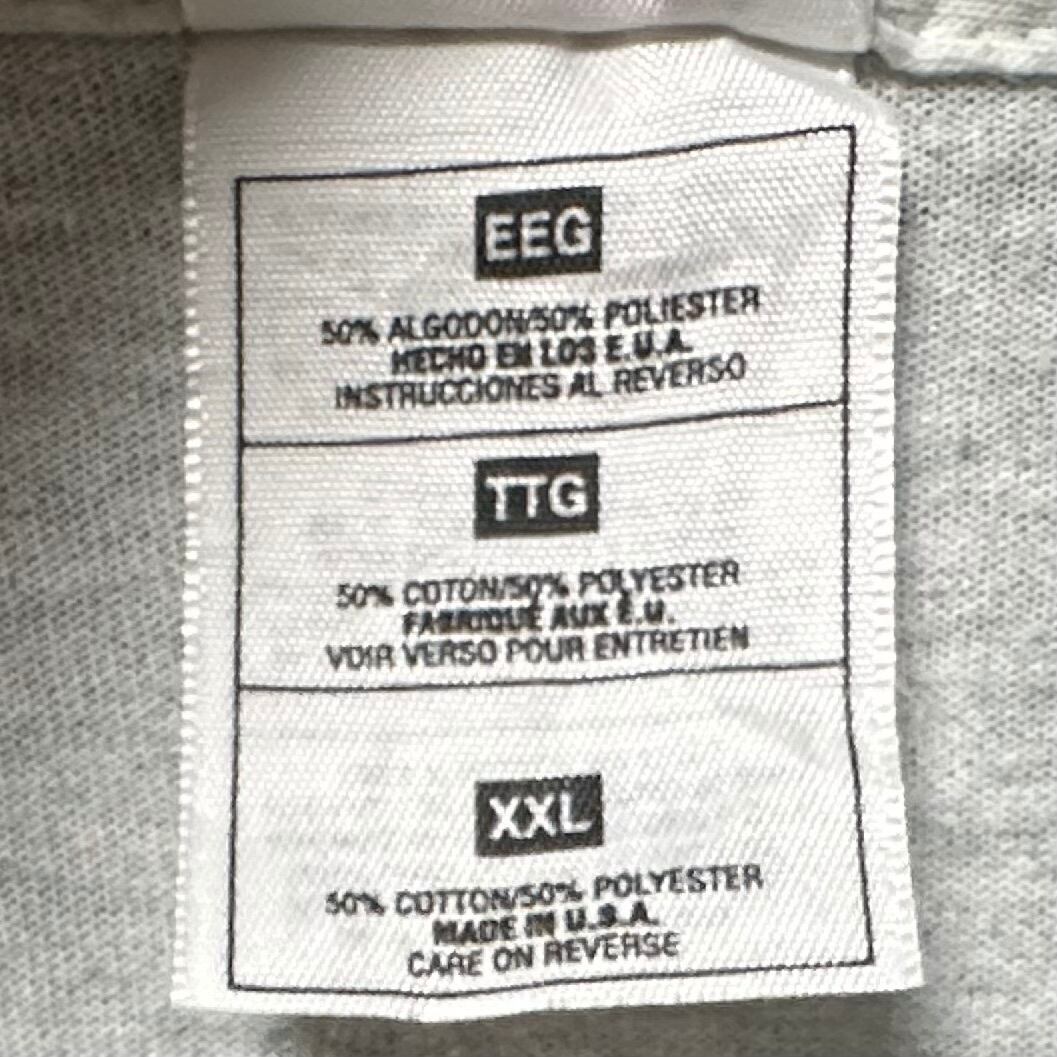 EEG
50% ALGODON/50% POLIESTER
HECHO EN LOS E.U.A.
INSTRUCCIONES AL REVERSO
TTG
50% COTON/50% POLYESTER
FABRIQUÉ AUX É.U.
VOIR VERSO POUR ENTRETIEN
XXL
50% COTTON/50% POLYESTER
MADE IN U.S.A.
CARE ON REVERSE